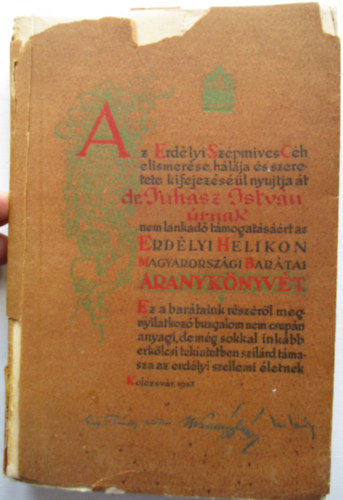 Az Erdélyi Szépmives Céh
elismerése, hálája és szere-
tete kifejezéséül nyujtja át
dr. Juhász István
úrnak
nem lankadó támogatásáért az
Erdélyi Helikon
Magyarországi Barátai
Aranykönyvét.
Ez a barátaink részéről meg-
nyilatkozó buzgalom nem csupán
anyagi, de még sokkal inkább
erkölcsi tekintetben szilárd táma-
sza az erdélyi szellemi életnek
Kolozsvár,